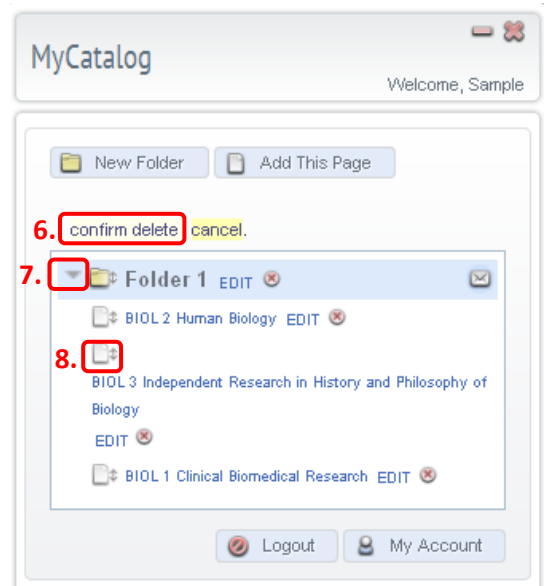 MyCatalog
Welcome, Sample
New Folder Add This Page
6. confirm delete cancel.
7. Folder 1 EDIT
BIOL 2 Human Biology EDIT
8.
BIOL 3 Independent Research in History and Philosophy of
Biology
EDIT
BIOL 1 Clinical Biomedical Research EDIT
Logout My Account